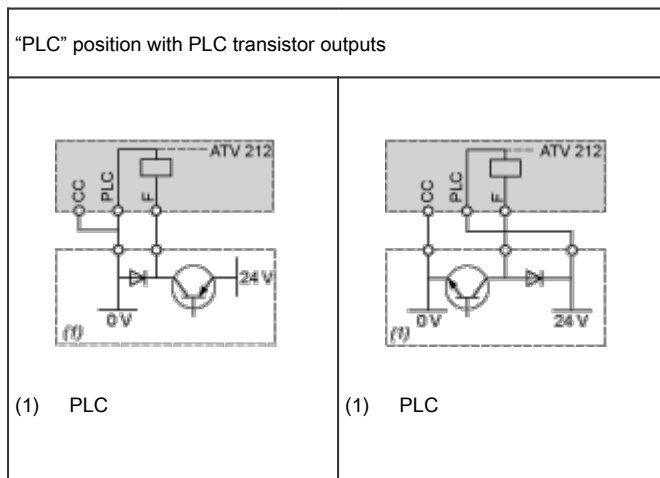 “PLC” position with PLC transistor outputs
ATV 212
CC
PLC
F
24 V
0 V
(1)
(1) PLC
ATV 212
CC
PLC
F
0 V
24 V
(1)
(1) PLC